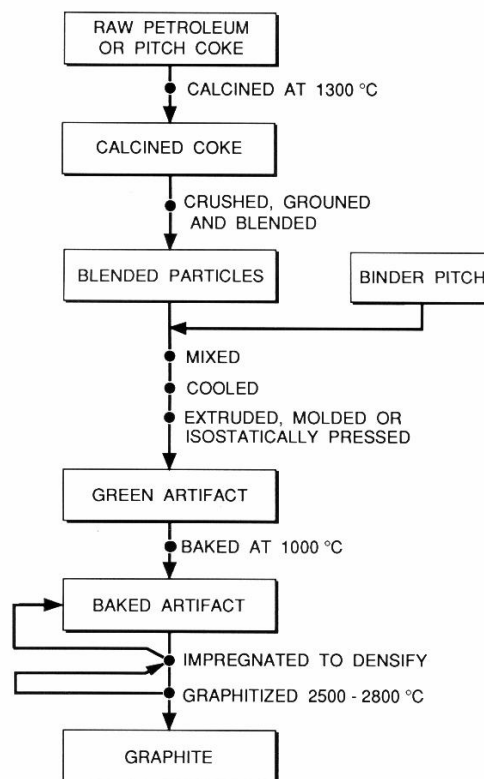 RAW PETROLEUM
OR PITCH COKE
CALCINED AT 1300 °C
CALCINED COKE
CRUSHED, GROUNED
AND BLENDED
BLENDED PARTICLES
BINDER PITCH
MIXED
COOLED
EXTRUDED, MOLDED OR
ISOSTATICALLY PRESSED
GREEN ARTIFACT
BAKED AT 1000 °C
BAKED ARTIFACT
IMPREGNATED TO DENSIFY
GRAPHITIZED 2500 - 2800 °C
GRAPHITE